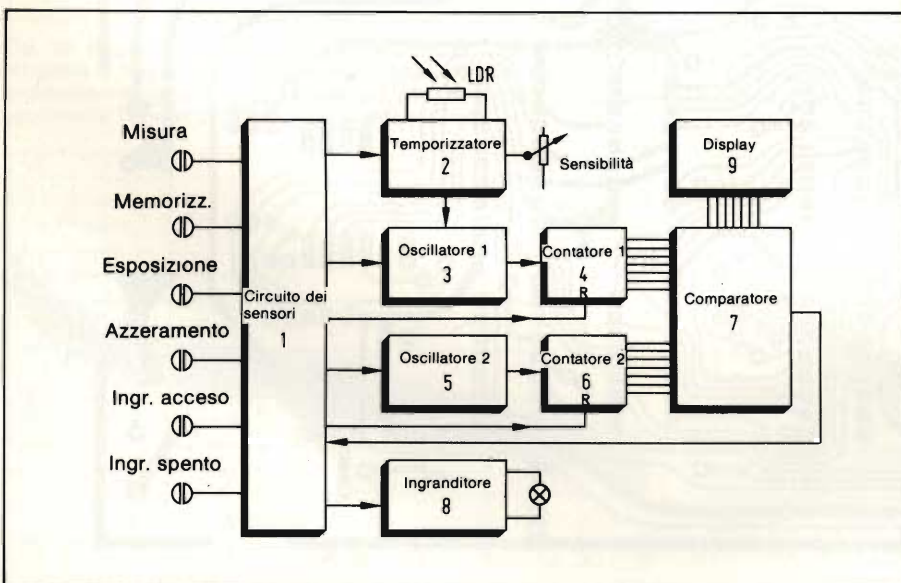 Misura
Memorizz.
Esposizione
Azzeramento
Ingr. acceso
Ingr. spento
Circuito dei
sensori
1
LDR
Temporizzatore
2
Sensibilità
Oscillatore 1
3
Contatore 1
4
R
Oscillatore 2
5
Contatore 2
6
R
Comparatore
7
Display
9
Ingranditore
8